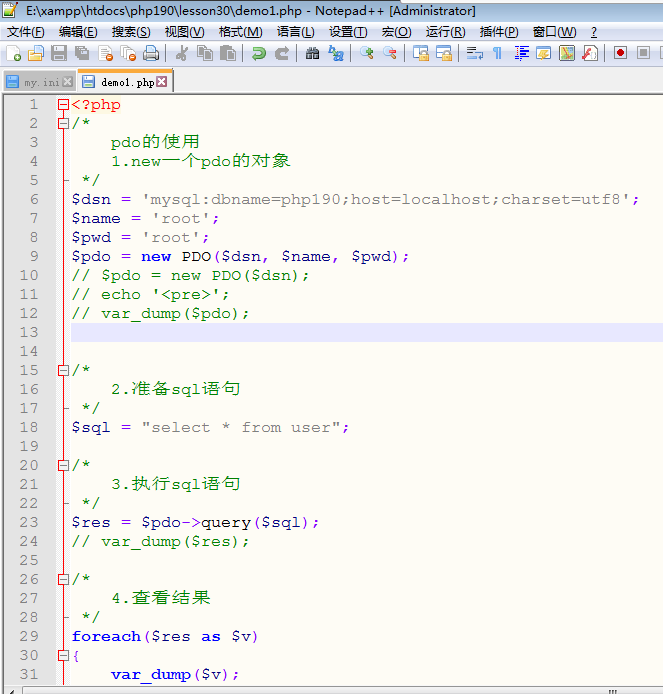 E:\xampp\htdocs\php190\lesson30\demo1.php - Notepad++ [Administrator]
文件(F) 编辑(E) 搜索(S) 视图(V) 格式(M) 语言(L) 设置(T) 宏(O) 运行(R) 插件(P) 窗口(W) ?
my.ini demo1.php
1 <?php
2 /*
3 pdo的使用
4 1.new一个pdo的对象
5 */
6 $dsn = 'mysql:dbname=php190;host=localhost;charset=utf8';
7 $name = 'root';
8 $pwd = 'root';
9 $pdo = new PDO($dsn, $name, $pwd);
10 // $pdo = new PDO($dsn);
11 // echo '<pre>';
12 // var_dump($pdo);
13
14
15 /*
16 2.准备sql语句
17 */
18 $sql = "select * from user";
19
20 /*
21 3.执行sql语句
22 */
23 $res = $pdo->query($sql);
24 // var_dump($res);
25
26 /*
27 4.查看结果
28 */
29 foreach($res as $v)
30 {
31 var_dump($v);